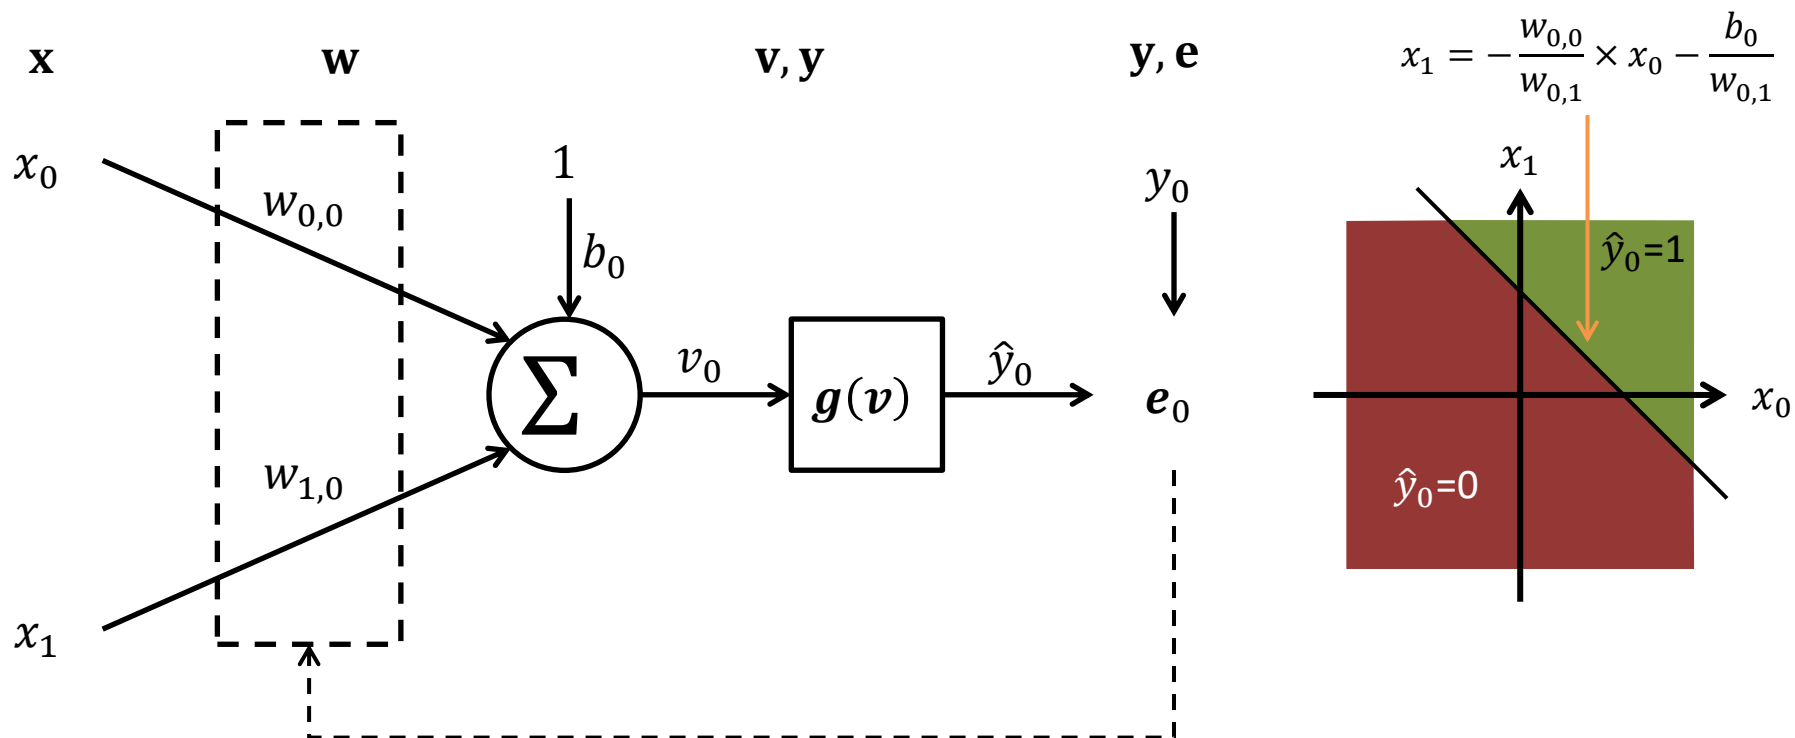 x
w
v, y
y, e
x₁ = − w₀,₀/w₀,₁ × x₀ − b₀/w₀,₁
x₀
w₀,₀
1
b₀
y₀
x₁
ŷ₀=1
Σ
v₀
g(v)
ŷ₀
e₀
x₀
w₁,₀
ŷ₀=0
x₁